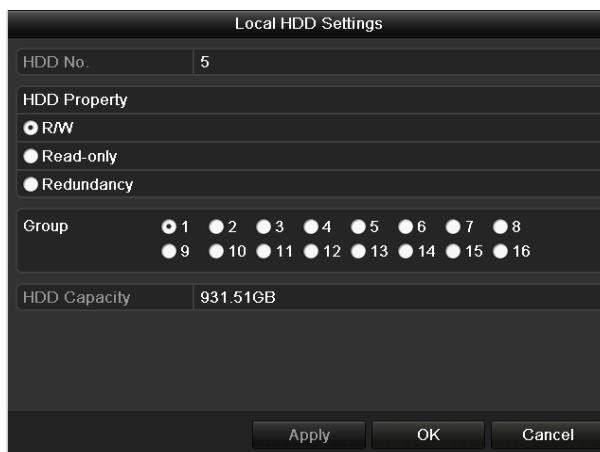 Local HDD Settings
HDD No. 5
HDD Property
R/W
Read-only
Redundancy
Group 1 2 3 4 5 6 7 8
9 10 11 12 13 14 15 16
HDD Capacity 931.51GB
Apply OK Cancel